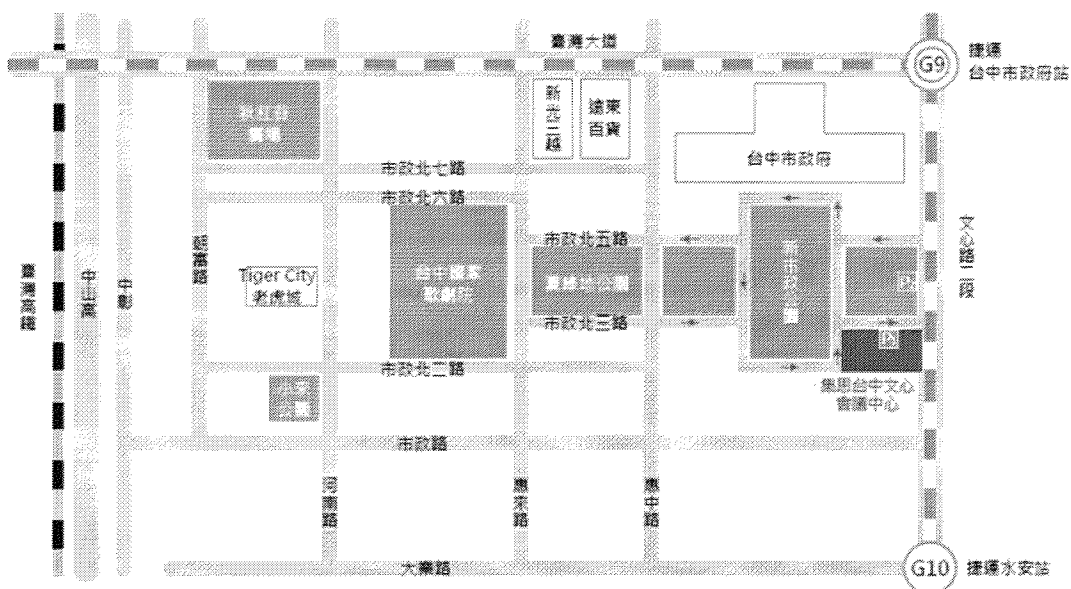 臺灣大道
G9
捷運
台中市政府站
新光三越
遠東
百貨
台中市政府
市政北七路
市政北六路
朝富路
Tiger City
老虎城
台中國家
歌劇院
市政北五路
夏綠地公園
市政北三路
新市政公園
P2
文心路二段
臺灣高鐵
中彰
市政北二路
集思台中文心
會議中心
市政路
河南路
惠來路
惠中路
大業路
G10
捷運水安站